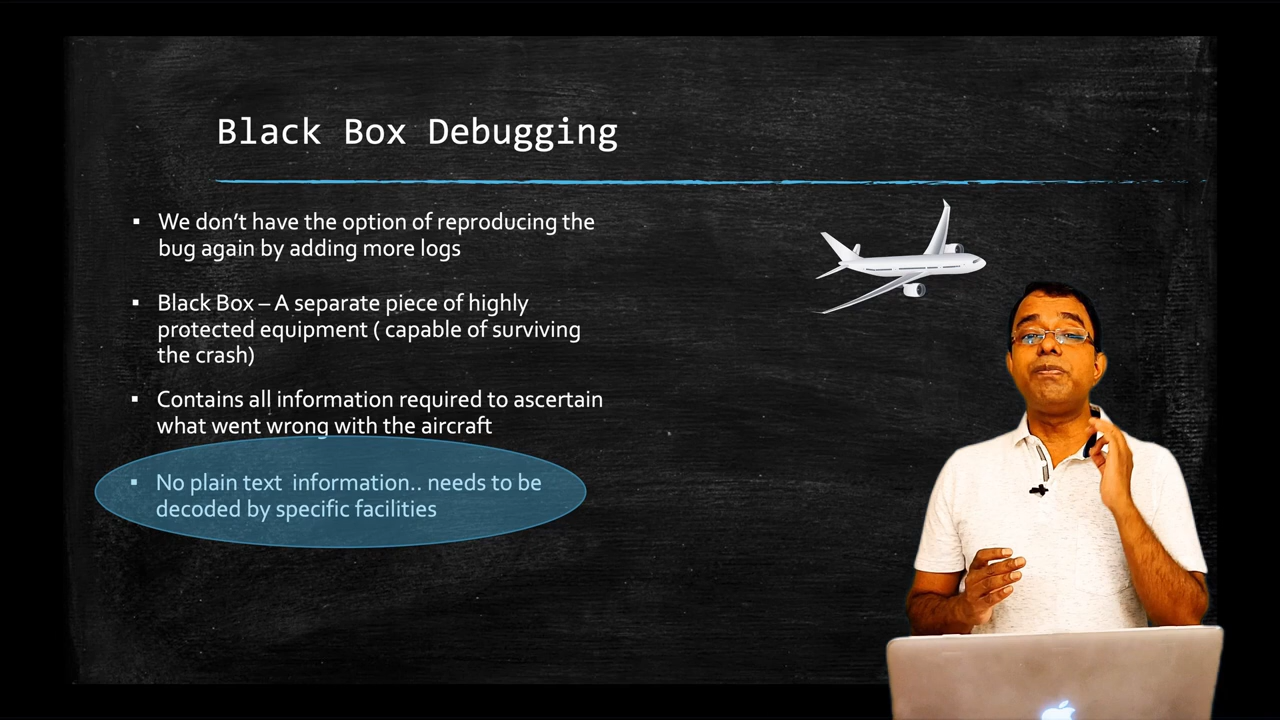 Black Box Debugging
▪ We don’t have the option of reproducing the
bug again by adding more logs
▪ Black Box – A separate piece of highly
protected equipment ( capable of surviving
the crash)
▪ Contains all information required to ascertain
what went wrong with the aircraft
▪ No plain text  information.. needs to be
decoded by specific facilities